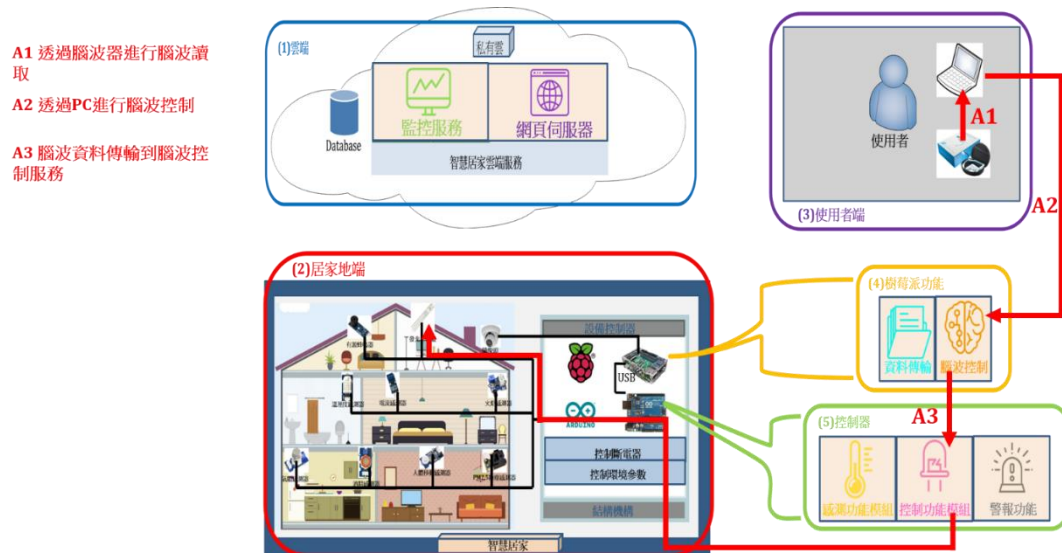 A1 透過腦波器進行腦波讀
取
A2 透過PC進行腦波控制
A3 腦波資料傳輸到腦波控
制服務
(1)雲端
私有雲
Database
監控服務
網頁伺服器
智慧居家雲端服務
使用者
A1
(3)使用者端
A2
(2)居家地端
設備控制器
USB
ARDUINO
控制斷電器
控制環境參數
結構機構
智慧居家
(4)樹莓派功能
資料傳輸
腦波控制
A3
(5)控制器
感測功能模組
控制功能模組
警報功能